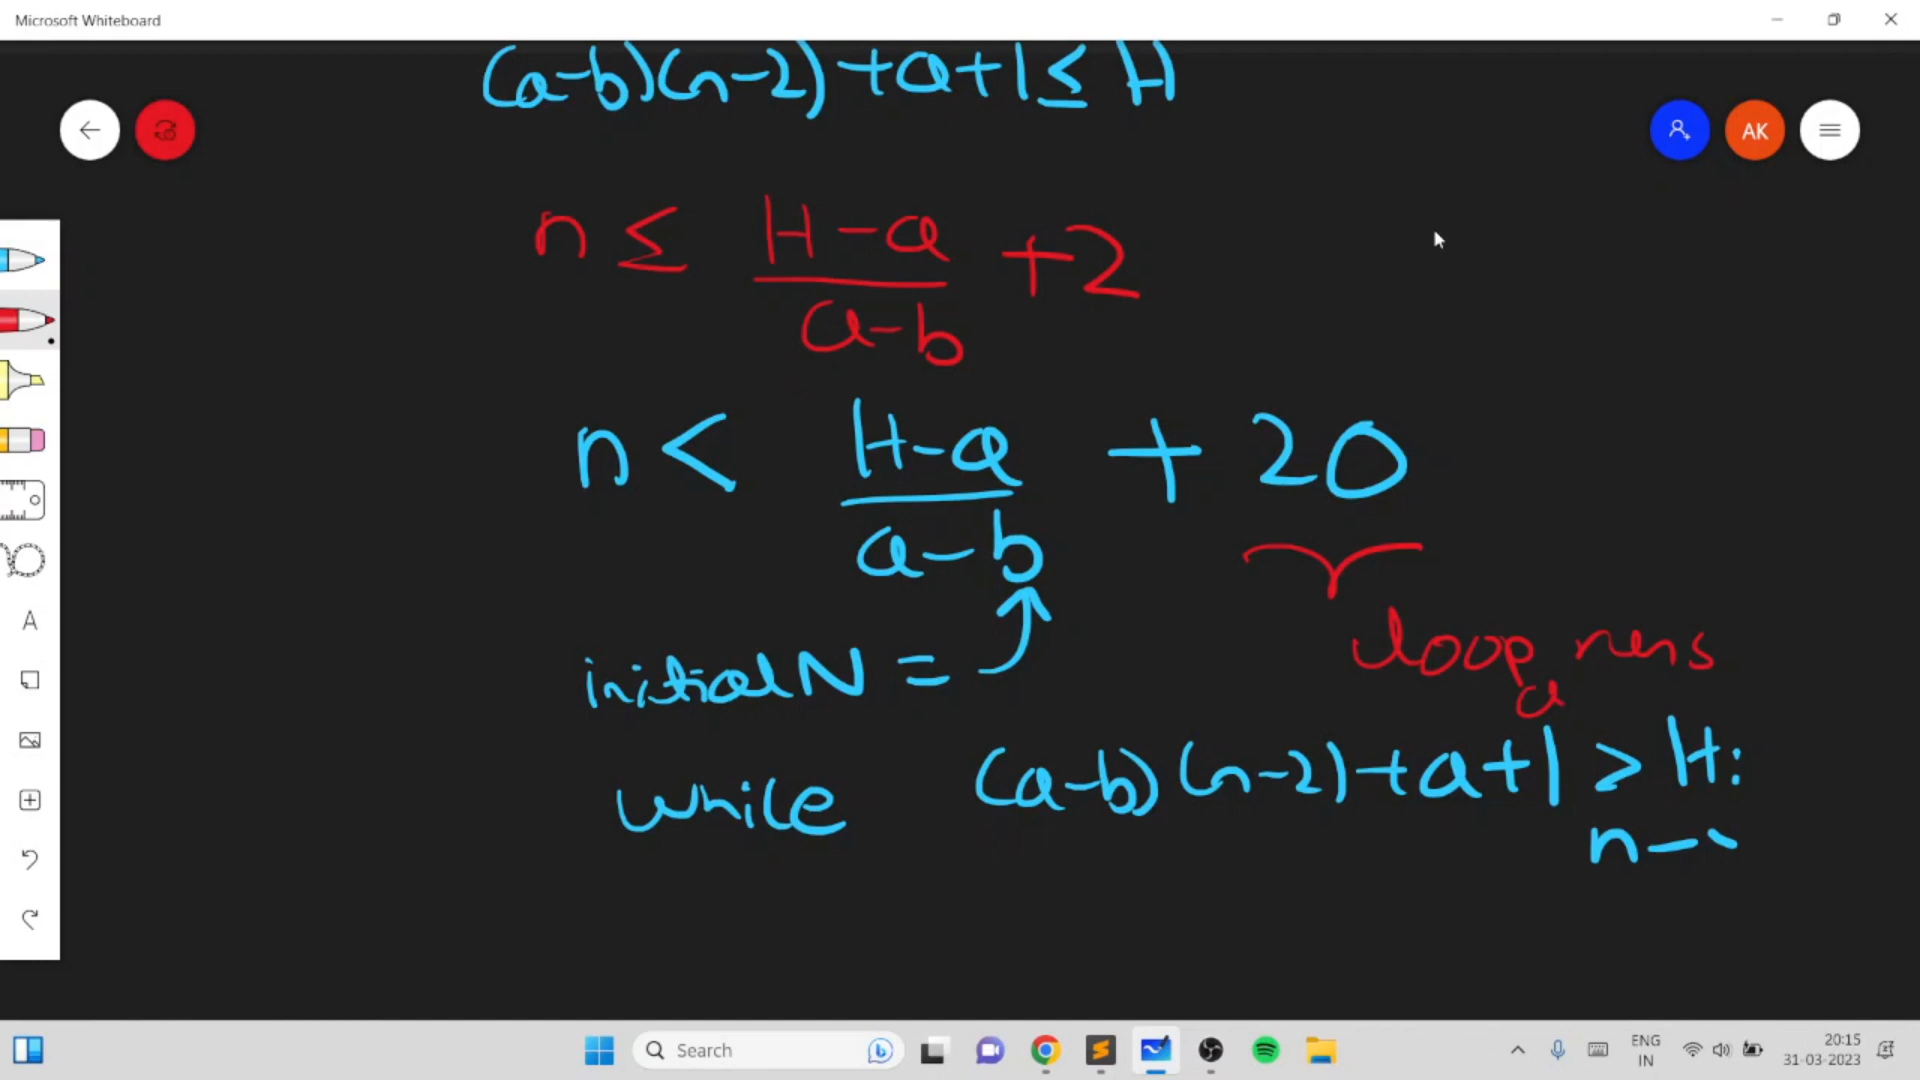 Microsoft Whiteboard
(a-b)(n-2)+a+1 ≤ H
AK
n ≤ H-a/a-b +2
n < H-a/a-b + 20
loop runs
a
initialN =
while (a-b)(n-2)+a+1 > H:
n--
A
Search
ENG
IN
20:15
31-03-2023